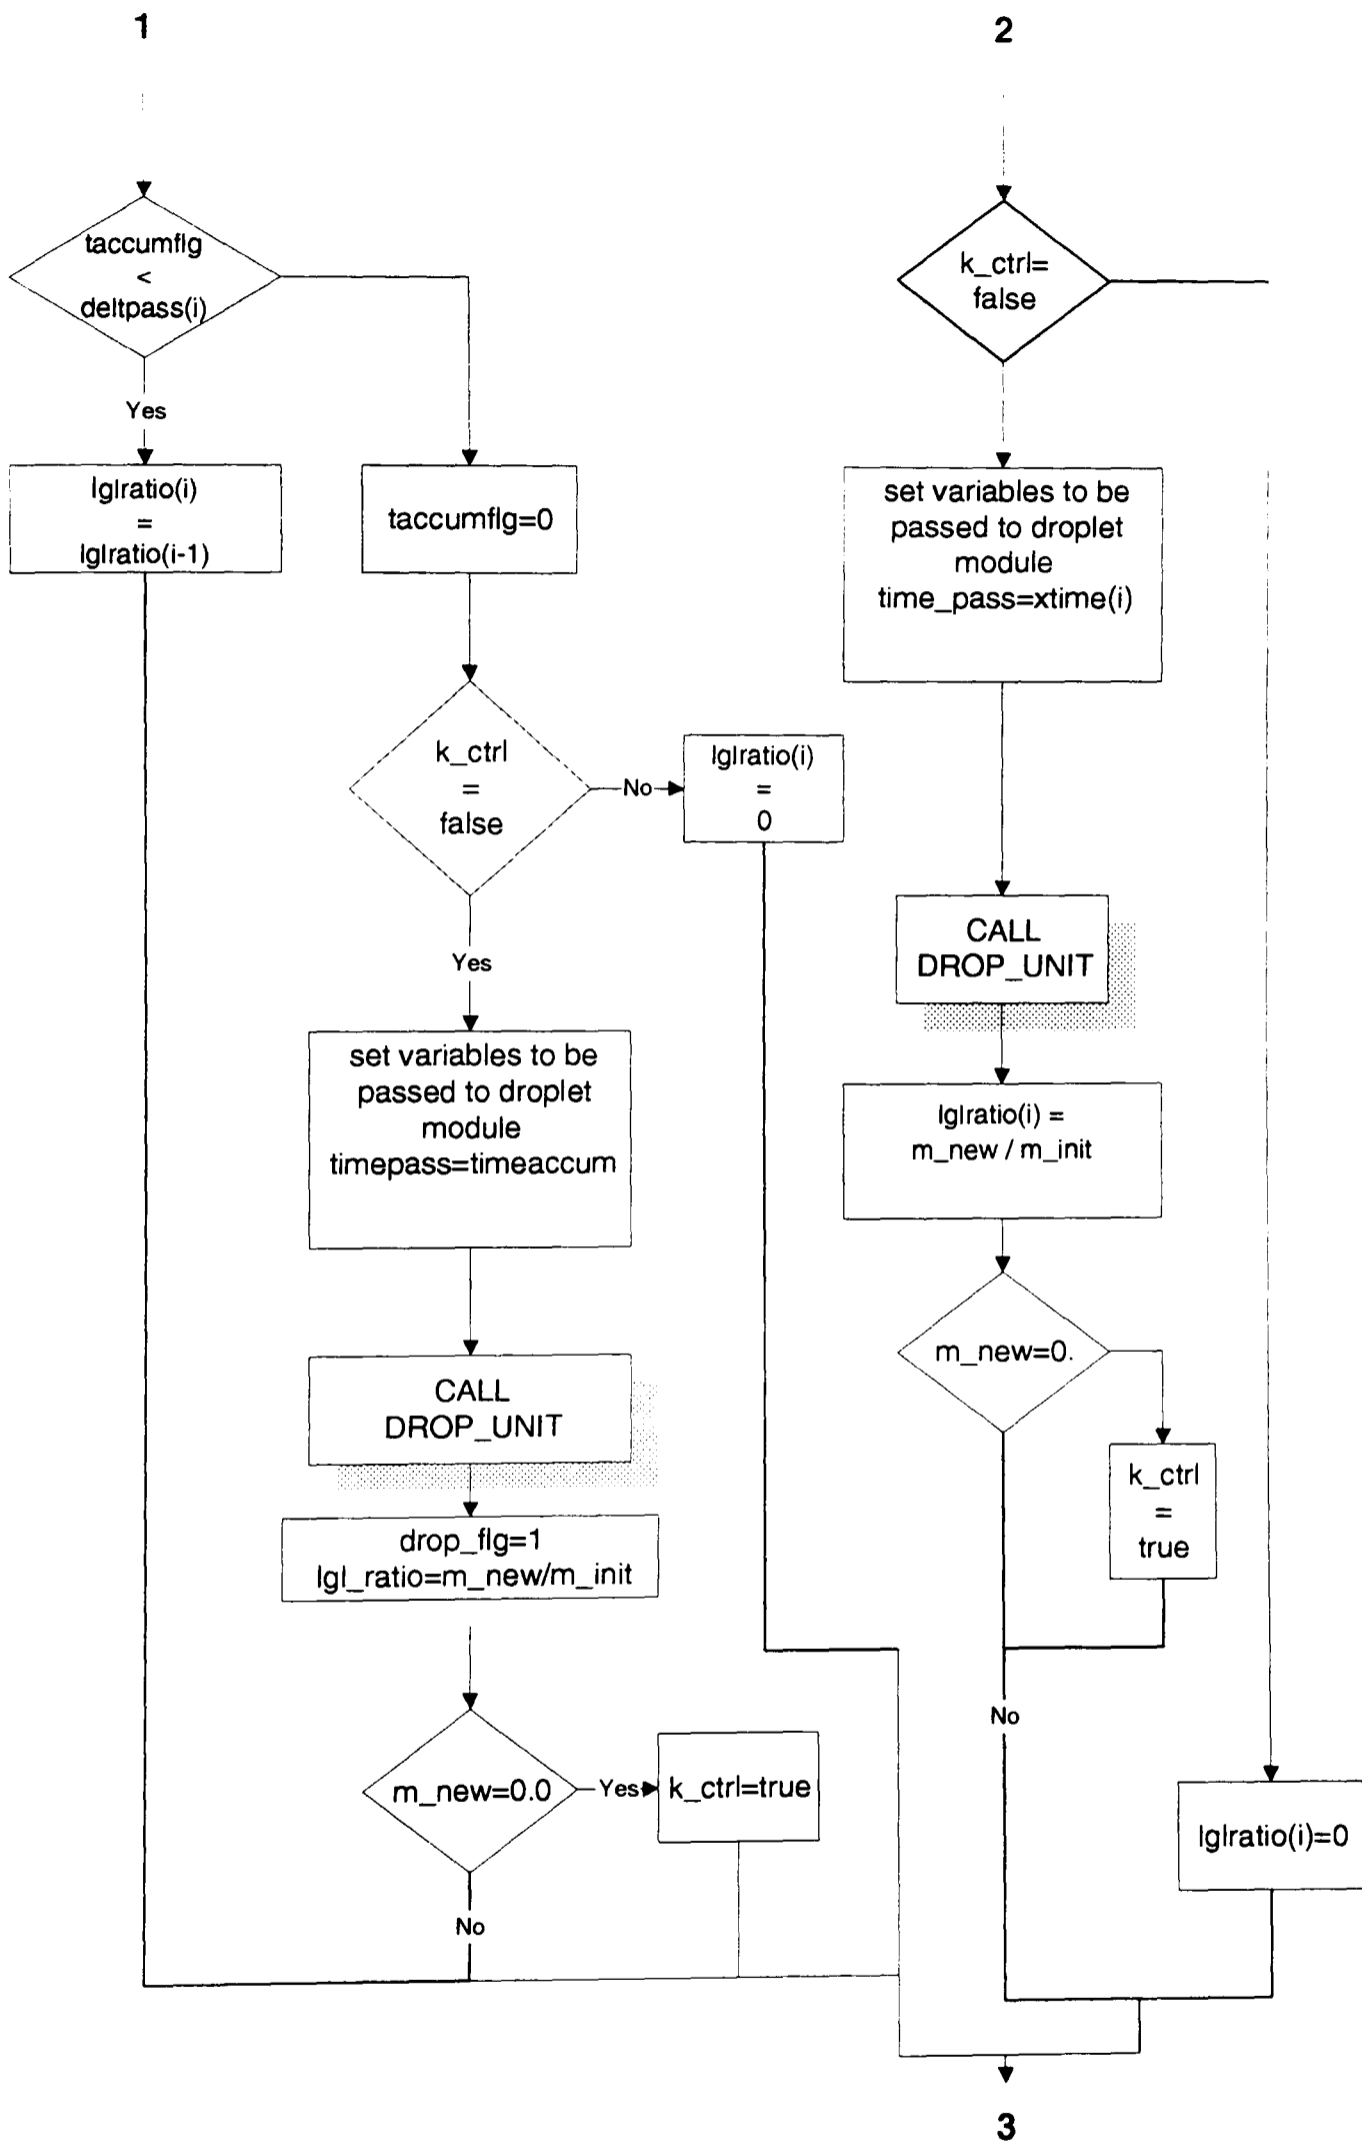 1
taccumflg
<
deltpass(i)
Yes
lglratio(i)
=
lglratio(i-1)
taccumflg=0
k_ctrl
=
false
No
lglratio(i)
=
0
Yes
set variables to be
passed to droplet
module
timepass=timeaccum
CALL
DROP_UNIT
drop_flg=1
lgl_ratio=m_new/m_init
m_new=0.0
Yes
k_ctrl=true
No
2
k_ctrl=
false
set variables to be
passed to droplet
module
time_pass=xtime(i)
CALL
DROP_UNIT
lglratio(i) =
m_new / m_init
m_new=0.
k_ctrl
=
true
No
lglratio(i)=0
3